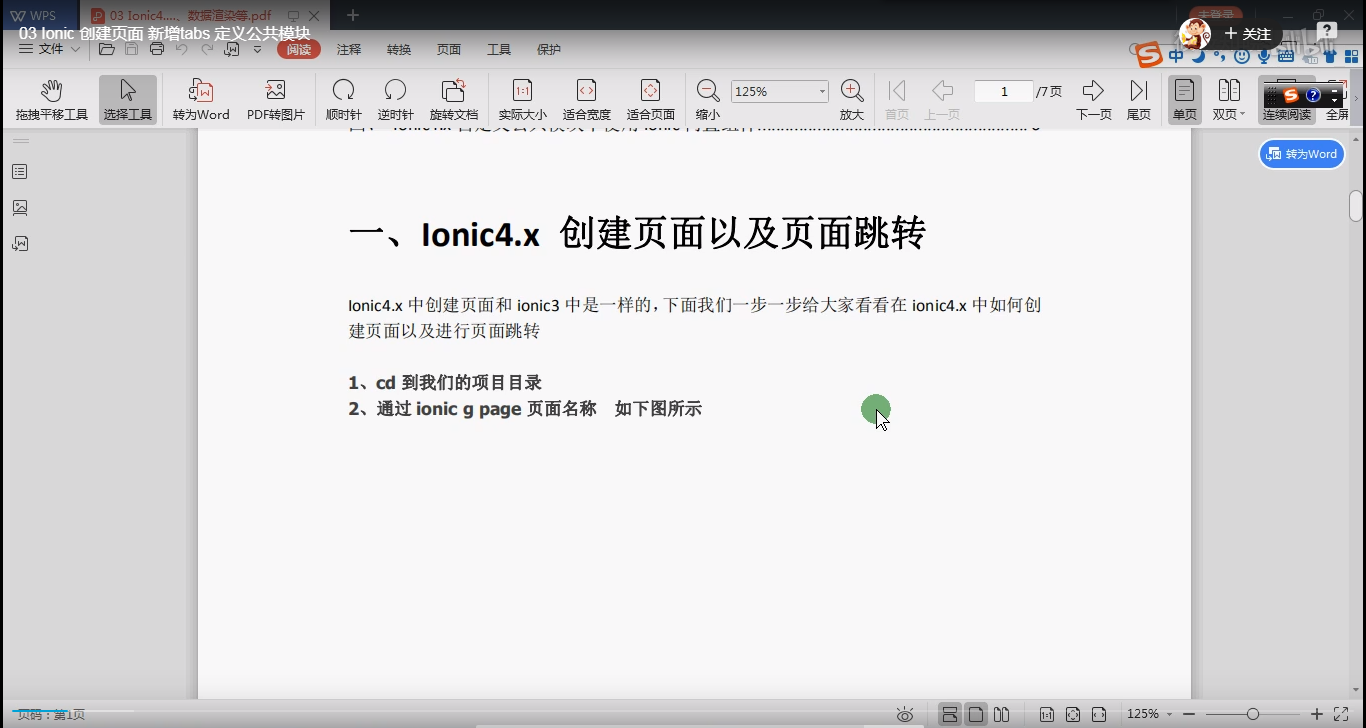 WPS
03 Ionic4....、数据渲染等.pdf
未登录
03 Ionic 创建页面 新增tabs 定义公共模块
关注
文件
阅读
注释
转换
页面
工具
保护
中
拖拽平移工具
选择工具
转为Word
PDF转图片
顺时针
逆时针
旋转文档
1:1
实际大小
适合宽度
适合页面
缩小
125%
放大
首页
上一页
1
/7页
下一页
尾页
单页
双页
连续阅读
全屏
转为Word
一、Ionic4.x 创建页面以及页面跳转
Ionic4.x 中创建页面和 ionic3 中是一样的,下面我们一步一步给大家看看在 ionic4.x 中如何创
建页面以及进行页面跳转
1、cd 到我们的项目目录
2、通过 ionic g page 页面名称 如下图所示
页码:第1页
1:1
125%